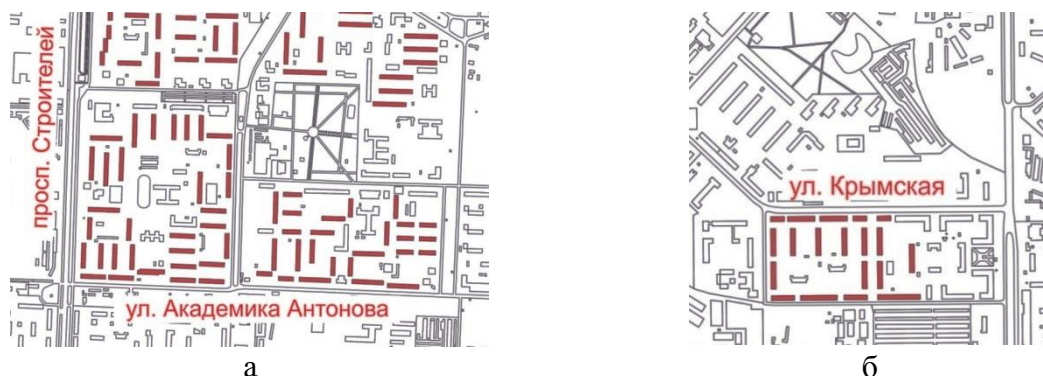 просп. Строителей
ул. Академика Антонова
ул. Крымская
а
б